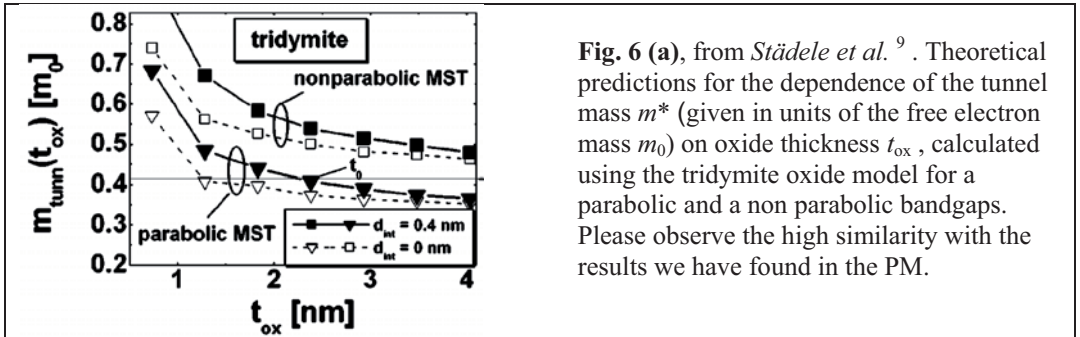 0.8
0.7
0.6
0.5
0.4
0.3
0.2
m_tunn(t_ox) [m_0]
tridymite
nonparabolic MST
t_0
parabolic MST
d_int = 0.4 nm
d_int = 0 nm
1 2 3 4
t_ox [nm]
Fig. 6 (a), from Städele et al. ⁹ . Theoretical
predictions for the dependence of the tunnel
mass m* (given in units of the free electron
mass m₀) on oxide thickness t_ox , calculated
using the tridymite oxide model for a
parabolic and a non parabolic bandgaps.
Please observe the high similarity with the
results we have found in the PM.